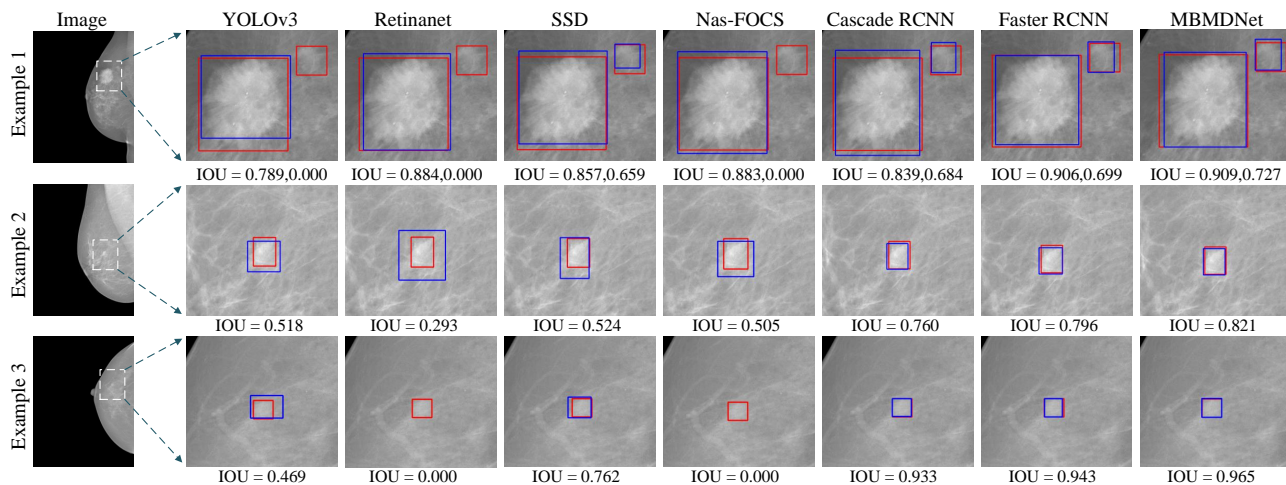 Image YOLOv3 Retinanet SSD Nas-FOCS Cascade RCNN Faster RCNN MBMDNet
Example 1
IOU = 0.789,0.000 IOU = 0.884,0.000 IOU = 0.857,0.659 IOU = 0.883,0.000 IOU = 0.839,0.684 IOU = 0.906,0.699 IOU = 0.909,0.727
Example 2
IOU = 0.518 IOU = 0.293 IOU = 0.524 IOU = 0.505 IOU = 0.760 IOU = 0.796 IOU = 0.821
Example 3
IOU = 0.469 IOU = 0.000 IOU = 0.762 IOU = 0.000 IOU = 0.933 IOU = 0.943 IOU = 0.965